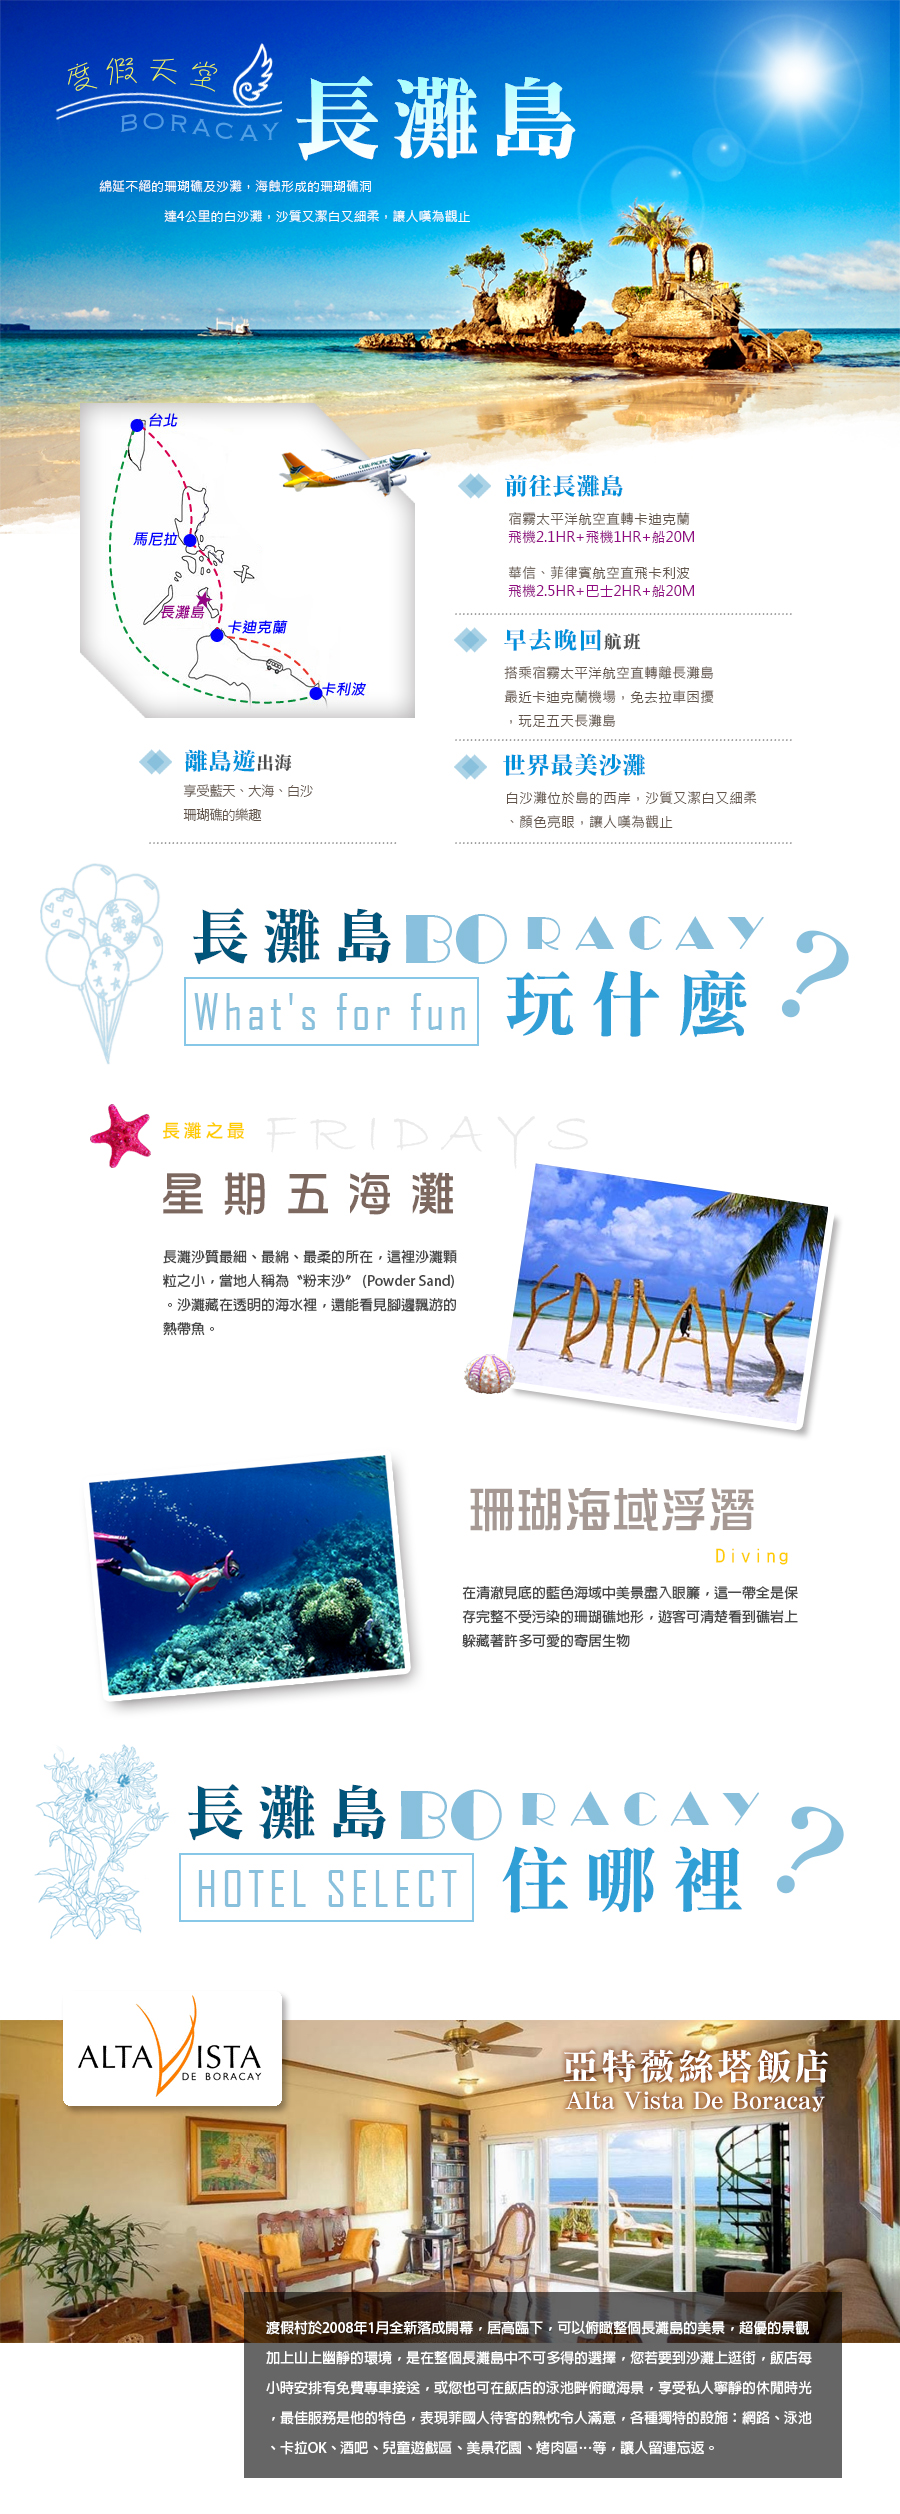 度假天堂
BORACAY
長灘島
綿延不絕的珊瑚礁及沙灘，海蝕形成的珊瑚礁洞
達4公里的白沙灘，沙質又潔白又細柔，讓人嘆為觀止
台北
馬尼拉
長灘島
卡迪克蘭
卡利波
CEBU PACIFIC
前往長灘島
宿霧太平洋航空直轉卡迪克蘭
飛機2.1HR+飛機1HR+船20M
華信、菲律賓航空直飛卡利波
飛機2.5HR+巴士2HR+船20M
早去晚回航班
搭乘宿霧太平洋航空直轉離長灘島
最近卡迪克蘭機場，免去拉車困擾
，玩足五天長灘島
離島遊出海
享受藍天、大海、白沙
珊瑚礁的樂趣
世界最美沙灘
白沙灘位於島的西岸，沙質又潔白又細柔
、顏色亮眼，讓人嘆為觀止
長灘島BORACAY
What's for fun
玩什麼?
長灘之最
FRIDAYS
星期五海灘
長灘沙質最細、最綿、最柔的所在，這裡沙灘顆
粒之小，當地人稱為〝粉末沙〞(Powder Sand)
。沙灘藏在透明的海水裡，還能看見腳邊飄游的
熱帶魚。
FRIDAYS
珊瑚海域浮潛
Diving
在清澈見底的藍色海域中美景盡入眼簾，這一帶全是保
存完整不受污染的珊瑚礁地形，遊客可清楚看到礁岩上
躲藏著許多可愛的寄居生物
長灘島BORACAY
HOTEL SELECT
住哪裡?
ALTA VISTA
DE BORACAY
亞特薇絲塔飯店
Alta Vista De Boracay
渡假村於2008年1月全新落成開幕，居高臨下，可以俯瞰整個長灘島的美景，超優的景觀
加上山上幽靜的環境，是在整個長灘島中不可多得的選擇，您若要到沙灘上逛街，飯店每
小時安排有免費專車接送，或您也可在飯店的泳池畔俯瞰海景，享受私人寧靜的休閒時光
，最佳服務是他的特色，表現菲國人待客的熱忱令人滿意，各種獨特的設施：網路、泳池
、卡拉OK、酒吧、兒童遊戲區、美景花園、烤肉區…等，讓人留連忘返。